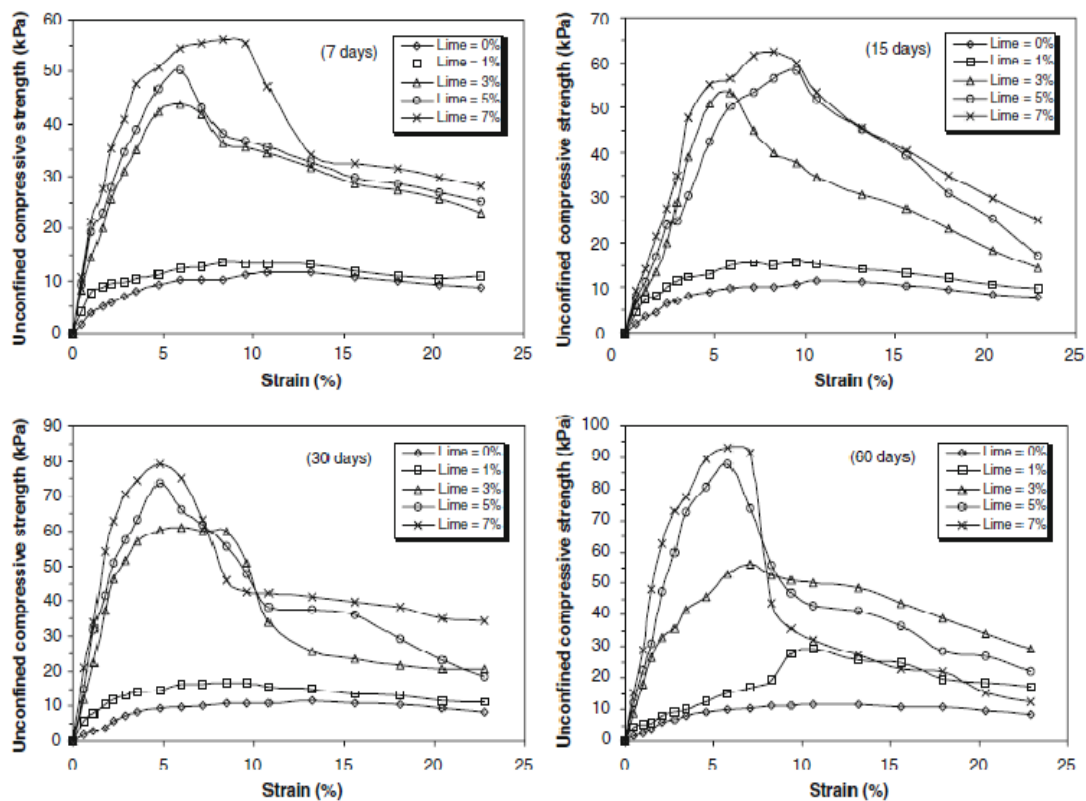 Unconfined compressive strength (kPa)
60
50
40
30
20
10
0
(7 days)
Lime = 0%
Lime = 1%
Lime = 3%
Lime = 5%
Lime = 7%
0 5 10 15 20 25
Strain (%)
Unconfined compressive strength (kPa)
70
60
50
40
30
20
10
0
(15 days)
Lime = 0%
Lime = 1%
Lime = 3%
Lime = 5%
Lime = 7%
0 5 10 15 20 25
Strain (%)
Unconfined compressive strength (kPa)
90
80
70
60
50
40
30
20
10
0
(30 days)
Lime = 0%
Lime = 1%
Lime = 3%
Lime = 5%
Lime = 7%
0 5 10 15 20 25
Strain (%)
Unconfined compressive strength (kPa)
100
90
80
70
60
50
40
30
20
10
0
(60 days)
Lime = 0%
Lime = 1%
Lime = 3%
Lime = 5%
Lime = 7%
0 5 10 15 20 25
Strain (%)